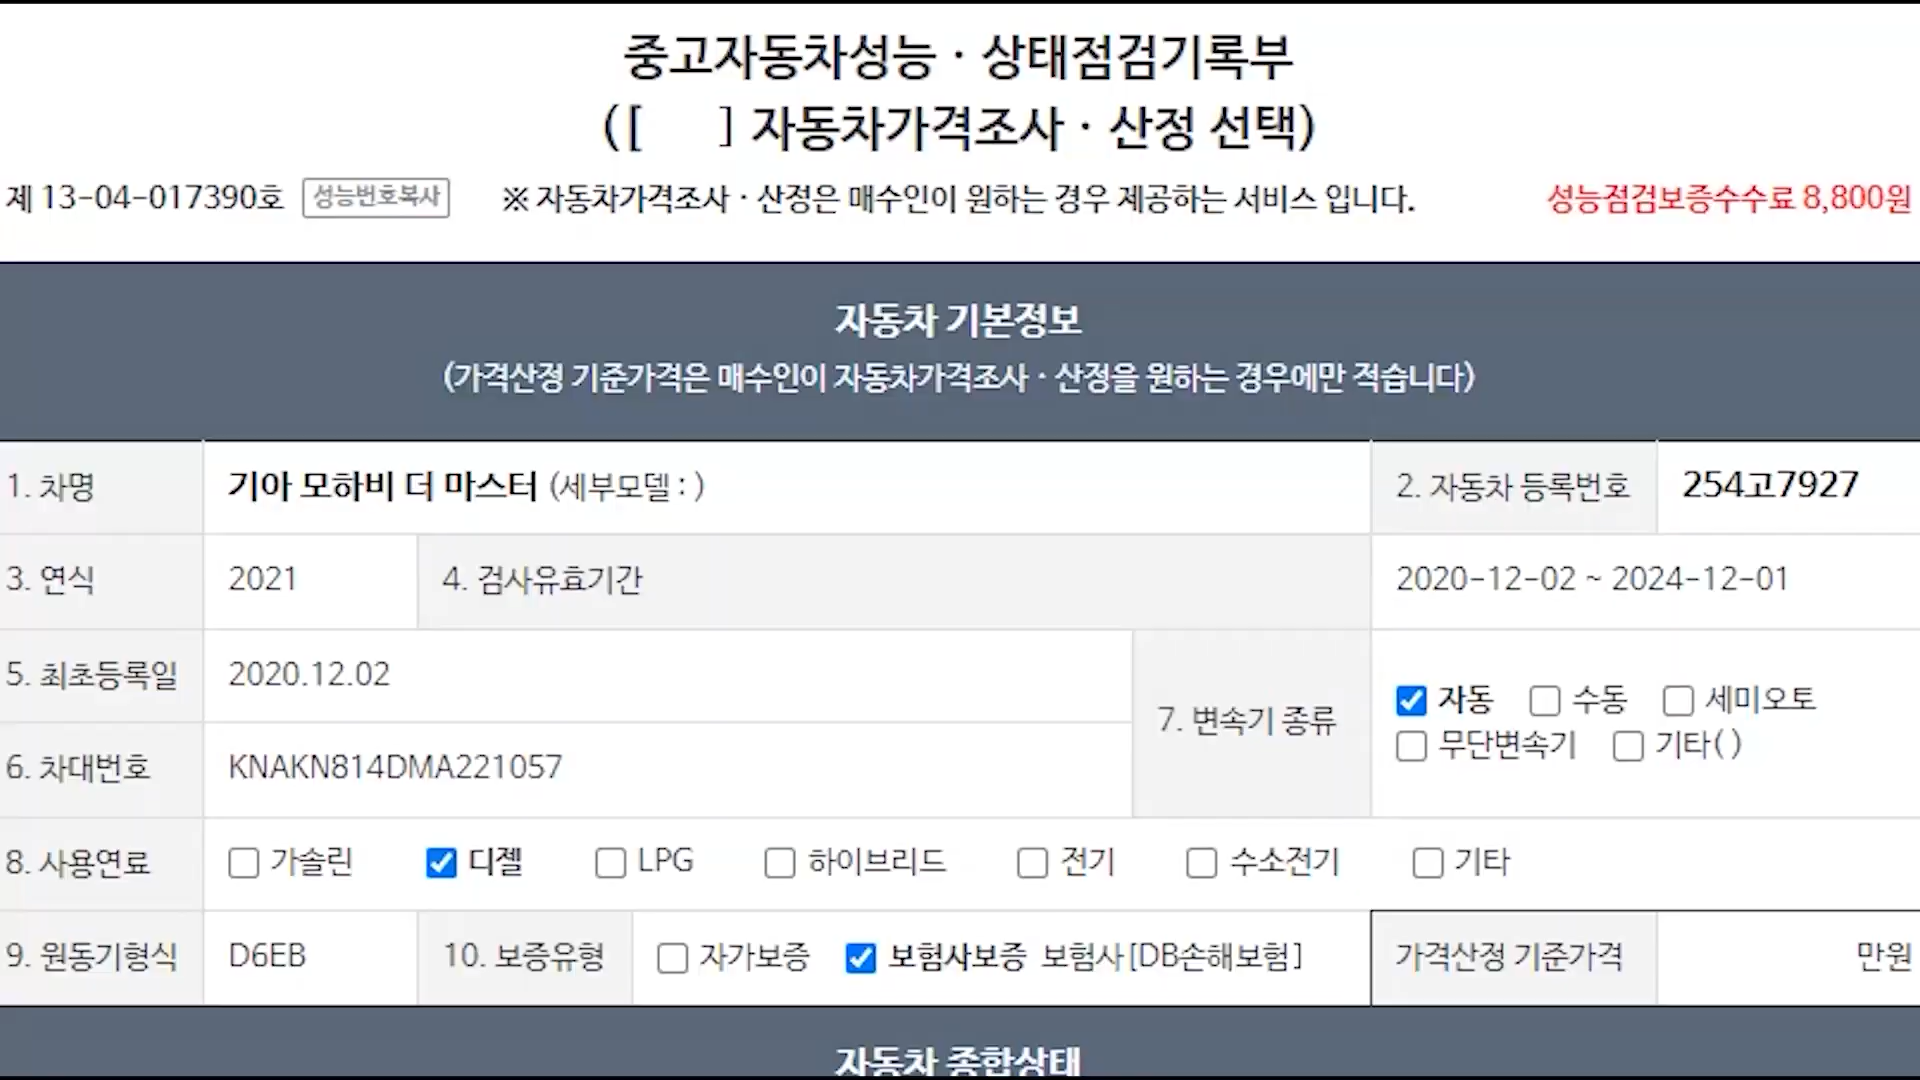 중고자동차성능 · 상태점검기록부
([ ] 자동차가격조사 · 산정 선택)
제 13-04-017390호 성능번호복사 ※ 자동차가격조사 · 산정은 매수인이 원하는 경우 제공하는 서비스 입니다. 성능점검보증수수료 8,800원
자동차 기본정보
(가격산정 기준가격은 매수인이 자동차가격조사 · 산정을 원하는 경우에만 적습니다)
1. 차명 기아 모하비 더 마스터 (세부모델 : ) 2. 자동차 등록번호 254고7927
3. 연식 2021 4. 검사유효기간 2020-12-02 ~ 2024-12-01
5. 최초등록일 2020.12.02
6. 차대번호 KNAKN814DMA221057
7. 변속기 종류 자동 수동 세미오토
무단변속기 기타( )
8. 사용연료 가솔린 디젤 LPG 하이브리드 전기 수소전기 기타
9. 원동기형식 D6EB 10. 보증유형 자가보증 보험사보증 보험사 [DB손해보험] 가격산정 기준가격 만원
자동차 종합상태